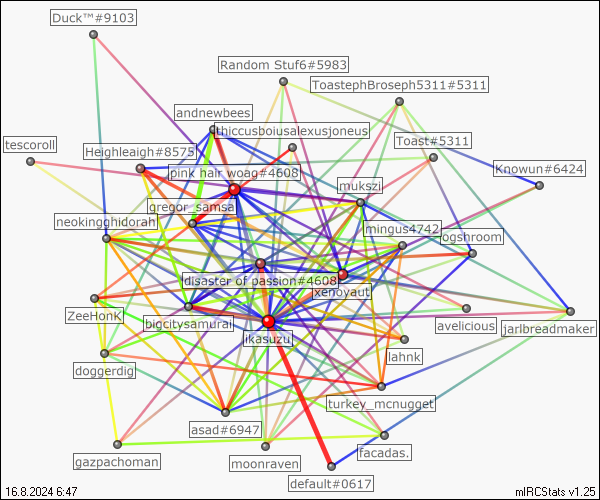 Duck™#9103
Random Stuf6#5983
ToastephBroseph5311#5311
andnewbees
thiccusboiusalexusjoneus
tescoroll
Heighleaigh#8575
Toast#5311
pink hair woag#4608
Knowun#6424
mukszi
gregor_samsa
neokingghidorah
mingus4742
ogshroom
disaster of passion#4608
xenoyaut
ZeeHonK
bigcitysamurai
ikasuzu
avelicious
jarlbreadmaker
lahnk
doggerdig
turkey_mcnugget
asad#6947
facadas.
gazpachoman
moonraven
default#0617
16.8.2024 6:47
mIRCStats v1.25